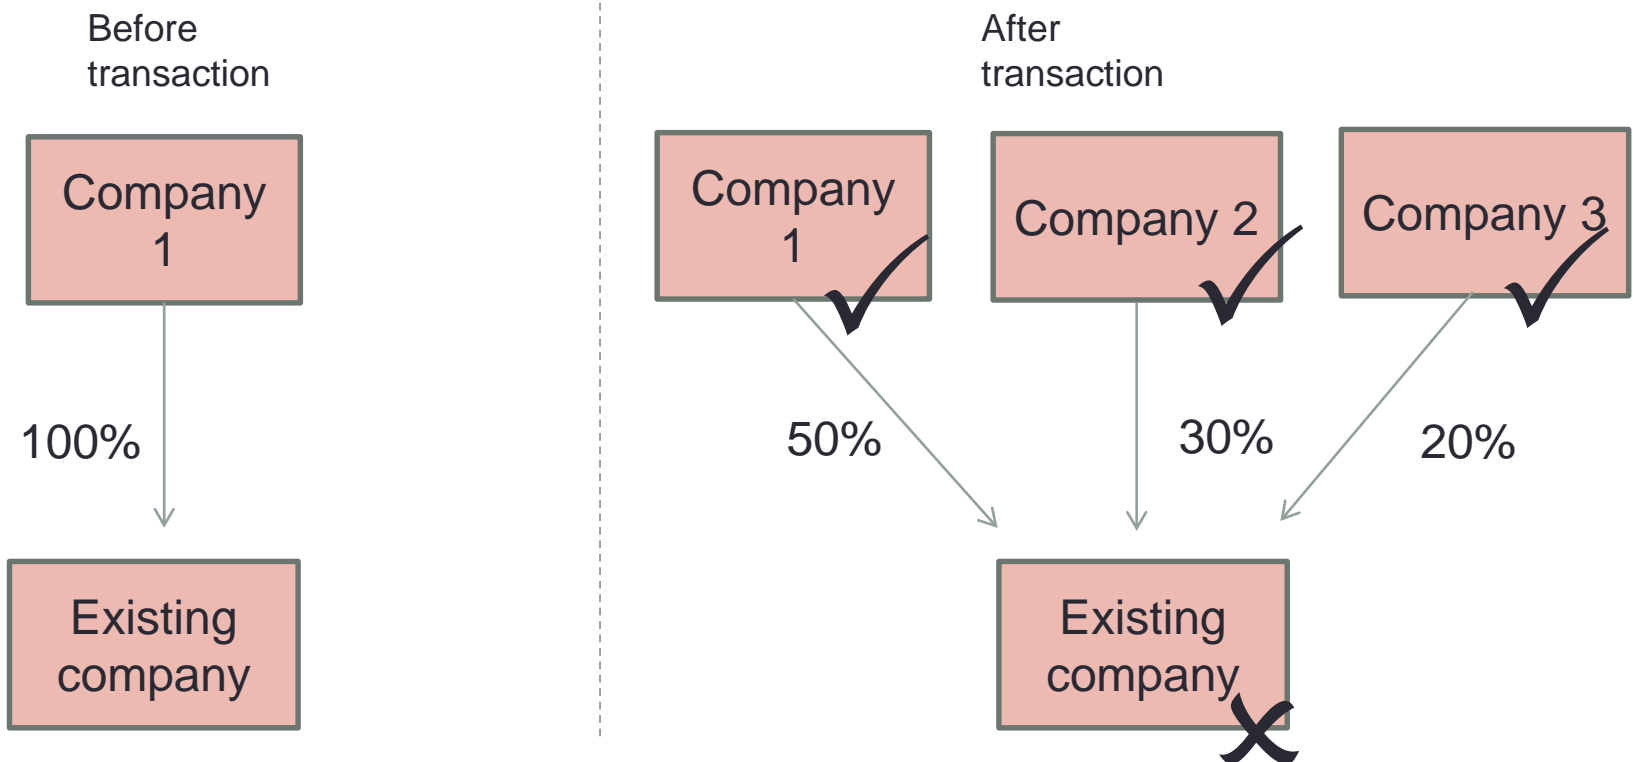 Before
transaction
Company
1
100%
Existing
company
After
transaction
Company
1
Company 2
Company 3
50%
30%
20%
Existing
company